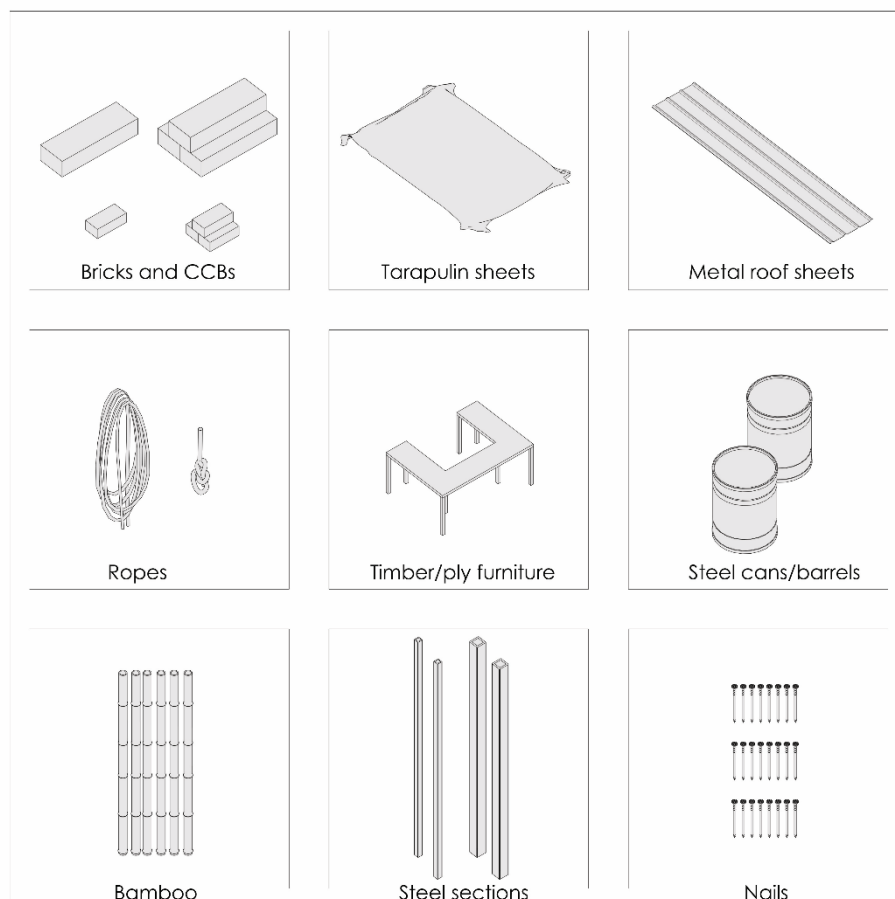 Bricks and CCBs
Tarapulin sheets
Metal roof sheets
Ropes
Timber/ply furniture
Steel cans/barrels
Bamboo
Steel sections
Nails